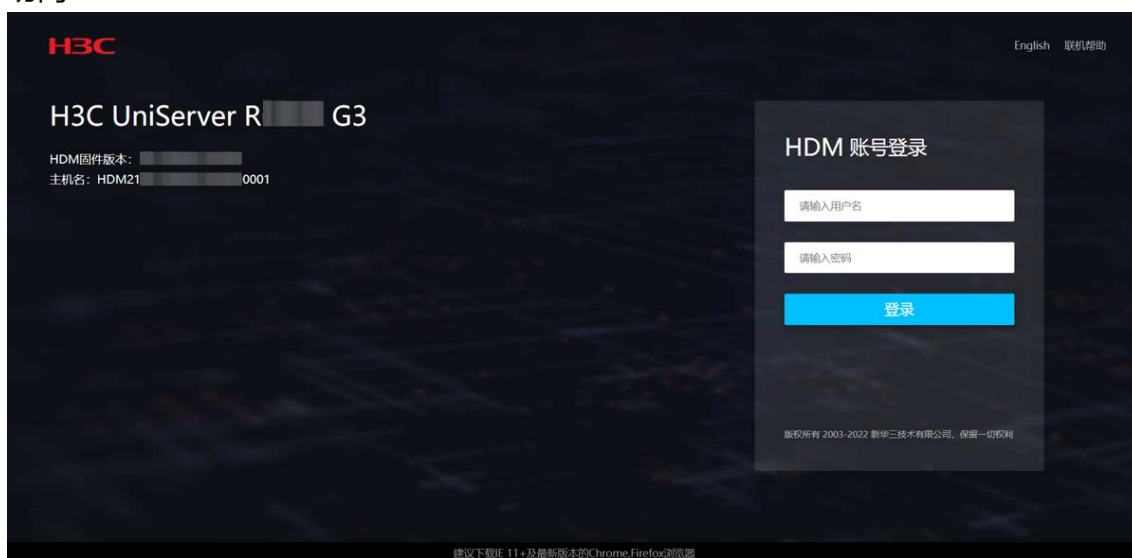 H3C
English 联机帮助
H3C UniServer R G3
HDM固件版本：
主机名：HDM21 0001
HDM 账号登录
请输入用户名
请输入密码
登录
版权所有 2003-2022 新华三技术有限公司，保留一切权利
建议下载IE 11+及最新版本的Chrome,Firefox浏览器